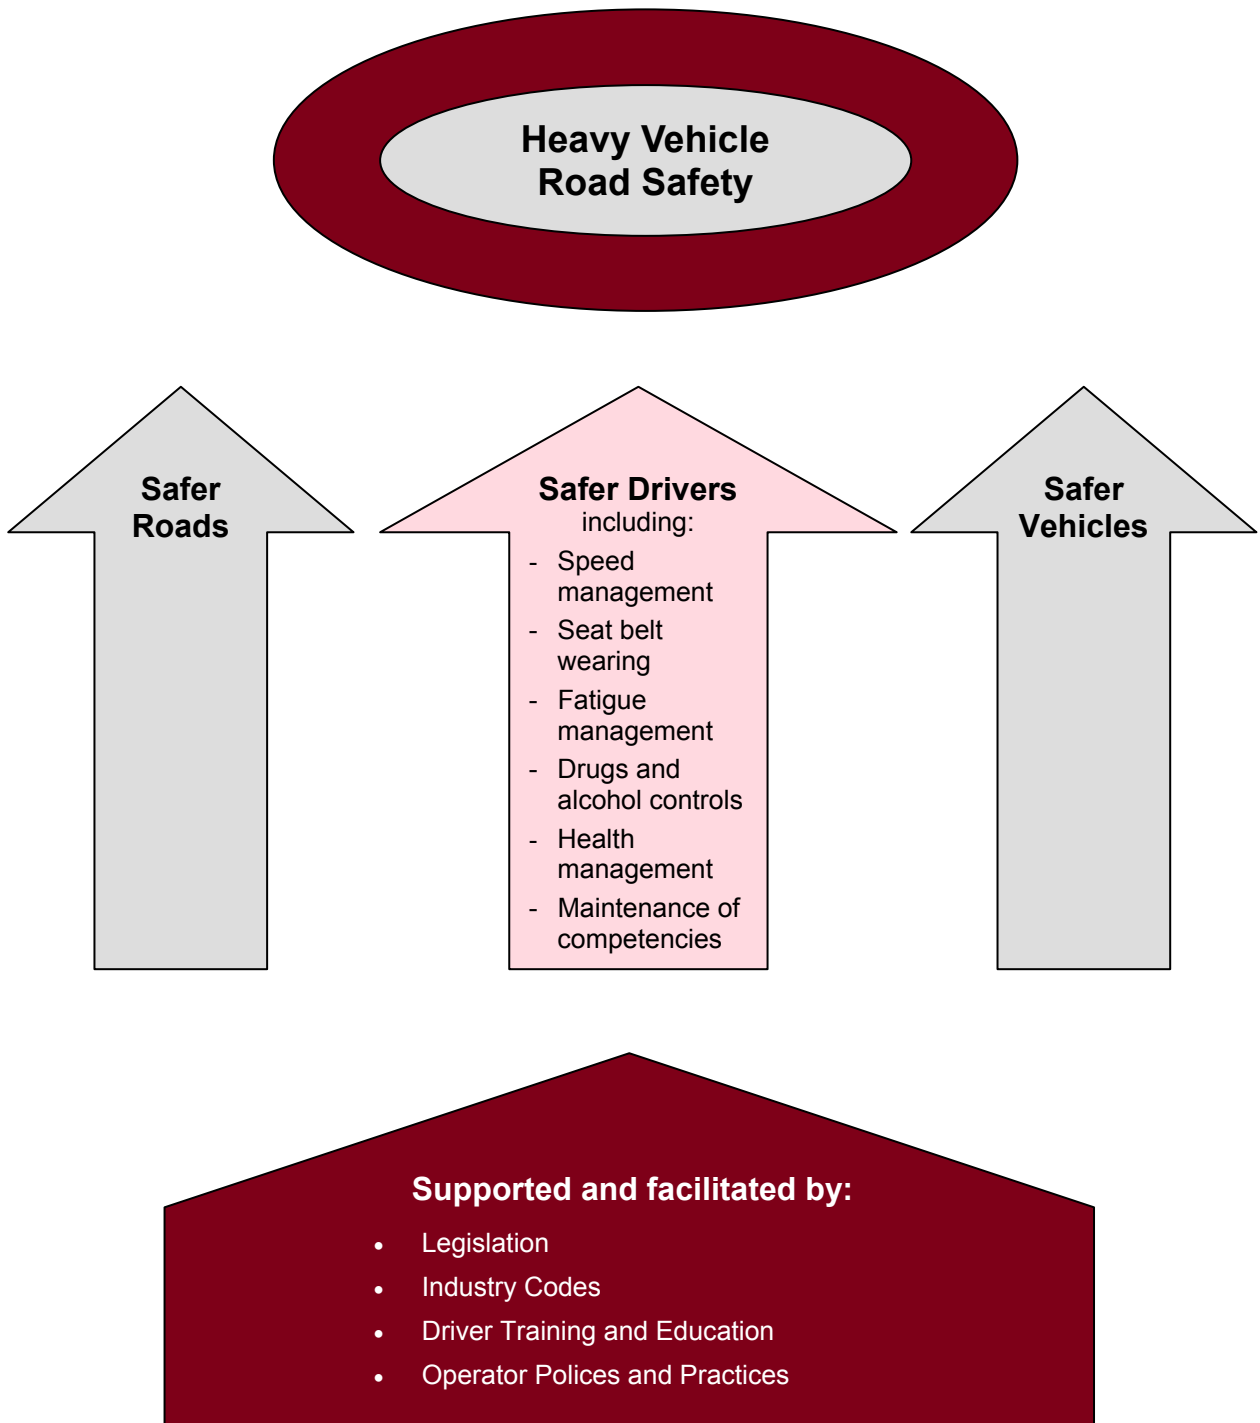 Heavy Vehicle
Road Safety
Safer
Roads
Safer Drivers
including:
- Speed
management
- Seat belt
wearing
- Fatigue
management
- Drugs and
alcohol controls
- Health
management
- Maintenance of
competencies
Safer
Vehicles
Supported and facilitated by:
• Legislation
• Industry Codes
• Driver Training and Education
• Operator Polices and Practices